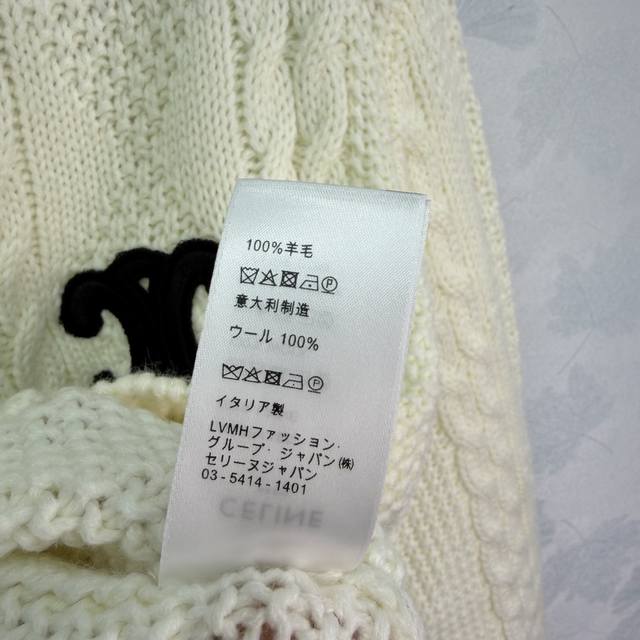 100%羊毛
意大利制造
ウール 100%
イタリア製
LVMHファッション・
グループ・ジャパン㈱
セリーヌジャパン
03-5414-1401
CELINE